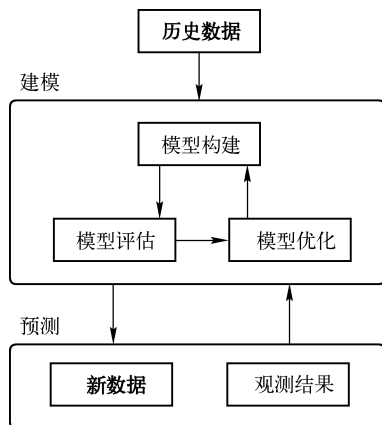 历史数据
建模
模型构建
模型评估
模型优化
预测
新数据
观测结果